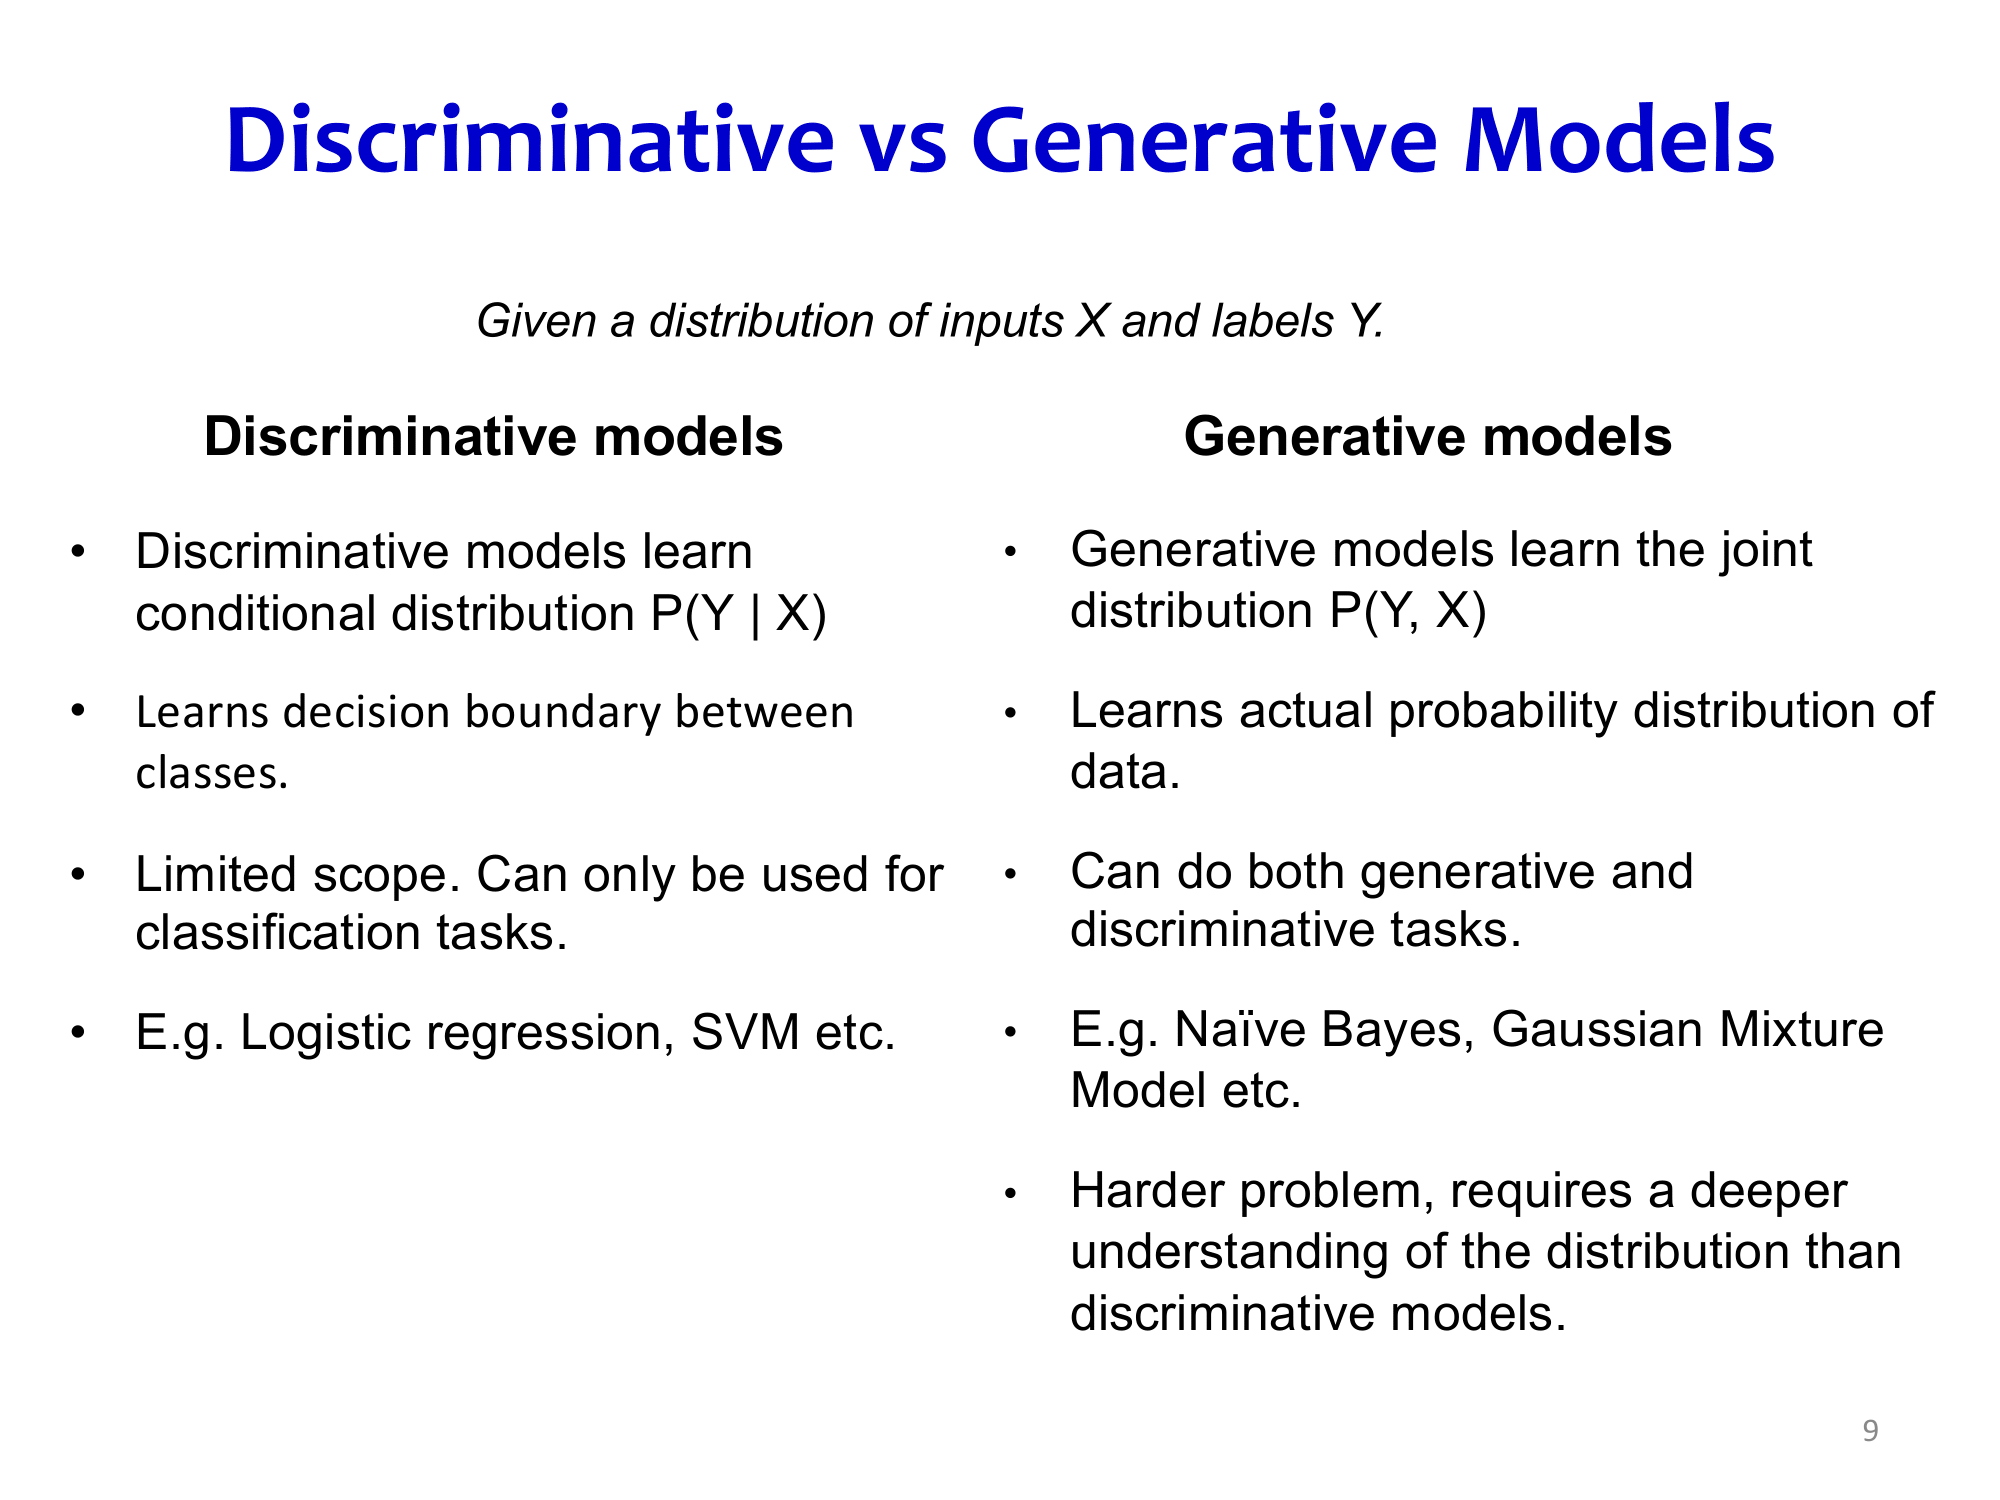 Discriminative vs Generative Models
Given a distribution of inputs X and labels Y.
Discriminative models
• Discriminative models learn
conditional distribution P(Y | X)
• Learns decision boundary between
classes.
• Limited scope. Can only be used for
classification tasks.
• E.g. Logistic regression, SVM etc.
Generative models
• Generative models learn the joint
distribution P(Y, X)
• Learns actual probability distribution of
data.
• Can do both generative and
discriminative tasks.
• E.g. Naïve Bayes, Gaussian Mixture
Model etc.
• Harder problem, requires a deeper
understanding of the distribution than
discriminative models.
9